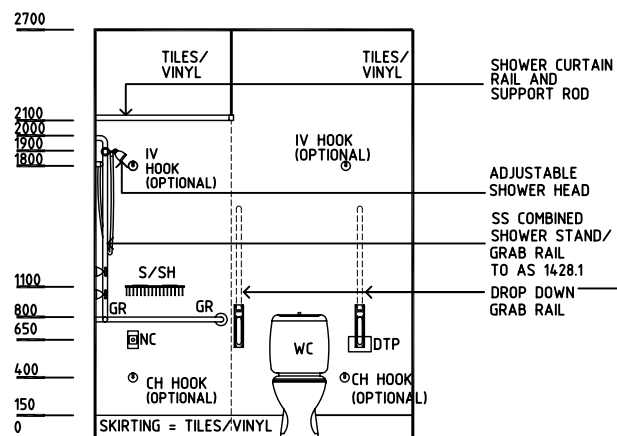 2700
TILES/
VINYL
TILES/
VINYL
SHOWER CURTAIN
RAIL AND
SUPPORT ROD
2100
2000
1900
1800
IV
HOOK
(OPTIONAL)
IV HOOK
(OPTIONAL)
ADJUSTABLE
SHOWER HEAD
SS COMBINED
SHOWER STAND/
GRAB RAIL
TO AS 1428.1
DROP DOWN
GRAB RAIL
1100
S/SH
800
GR
GR
650
NC
WC
DTP
400
CH HOOK
(OPTIONAL)
CH HOOK
(OPTIONAL)
150
0
SKIRTING = TILES/VINYL